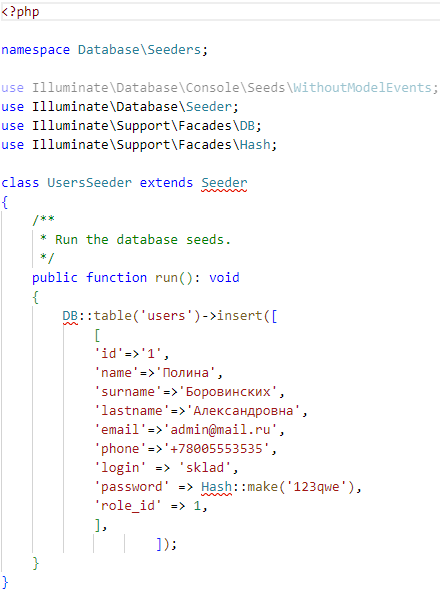 <?php
namespace Database\Seeders;
use Illuminate\Database\Console\Seeds\WithoutModelEvents;
use Illuminate\Database\Seeder;
use Illuminate\Support\Facades\DB;
use Illuminate\Support\Facades\Hash;
class UsersSeeder extends Seeder
{
/**
* Run the database seeds.
*/
public function run(): void
{
DB::table('users')->insert([
[
'id'=>'1',
'name'=>'Полина',
'surname'=>'Боровинских',
'lastname'=>'Александровна',
'email'=>'admin@mail.ru',
'phone'=>'+78005553535',
'login' => 'sklad',
'password' => Hash::make('123qwe'),
'role_id' => 1,
],
]);
}
}